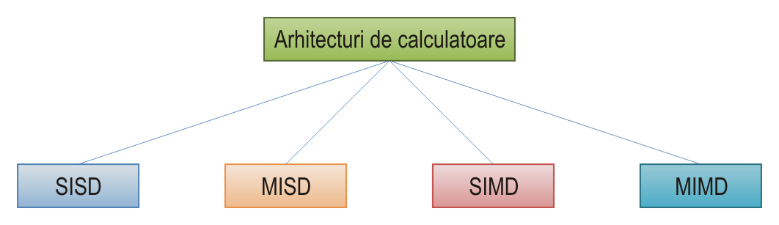 Arhitecturi de calculatoare
SISD
MISD
SIMD
MIMD